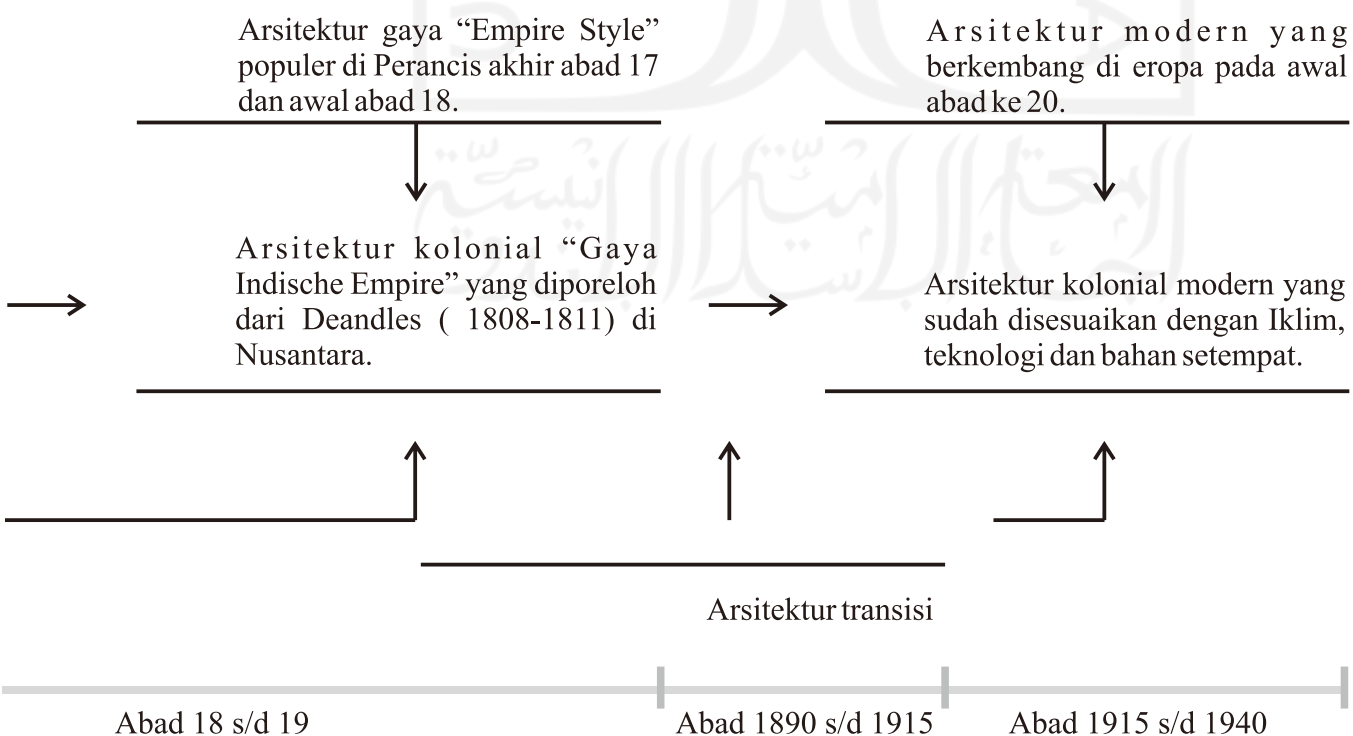 Arsitektur gaya “Empire Style”
populer di Perancis akhir abad 17
dan awal abad 18.
Arsitektur modern yang
berkembang di eropa pada awal
abad ke 20.
Arsitektur kolonial “Gaya
Indische Empire” yang diporeloh
dari Deandles ( 1808-1811) di
Nusantara.
Arsitektur kolonial modern yang
sudah disesuaikan dengan Iklim,
teknologi dan bahan setempat.
Arsitektur transisi
Abad 18 s/d 19
Abad 1890 s/d 1915
Abad 1915 s/d 1940